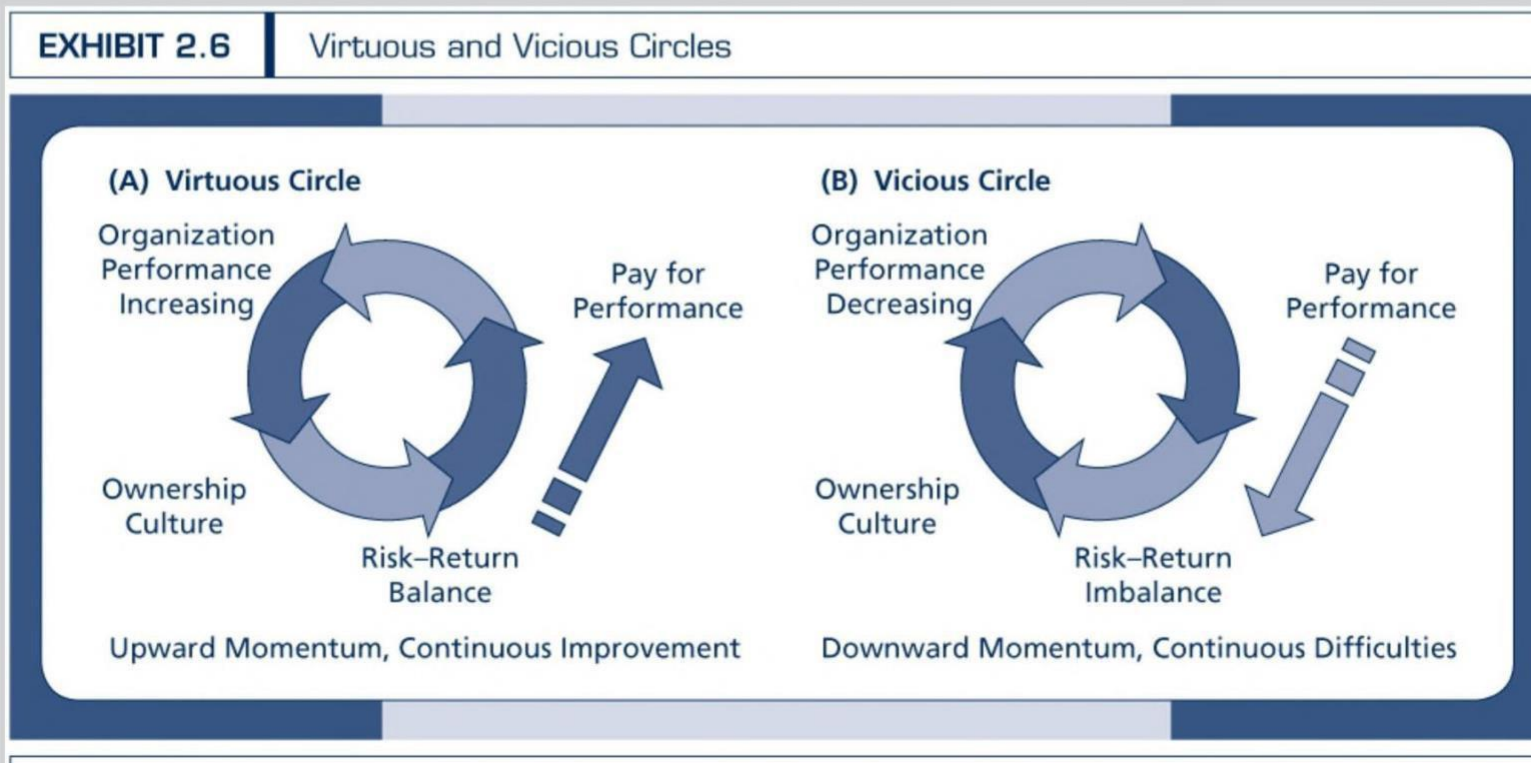 EXHIBIT 2.6
Virtuous and Vicious Circles
(A) Virtuous Circle
Organization
Performance
Increasing
Pay for
Performance
Ownership
Culture
Risk–Return
Balance
Upward Momentum, Continuous Improvement
(B) Vicious Circle
Organization
Performance
Decreasing
Pay for
Performance
Ownership
Culture
Risk–Return
Imbalance
Downward Momentum, Continuous Difficulties